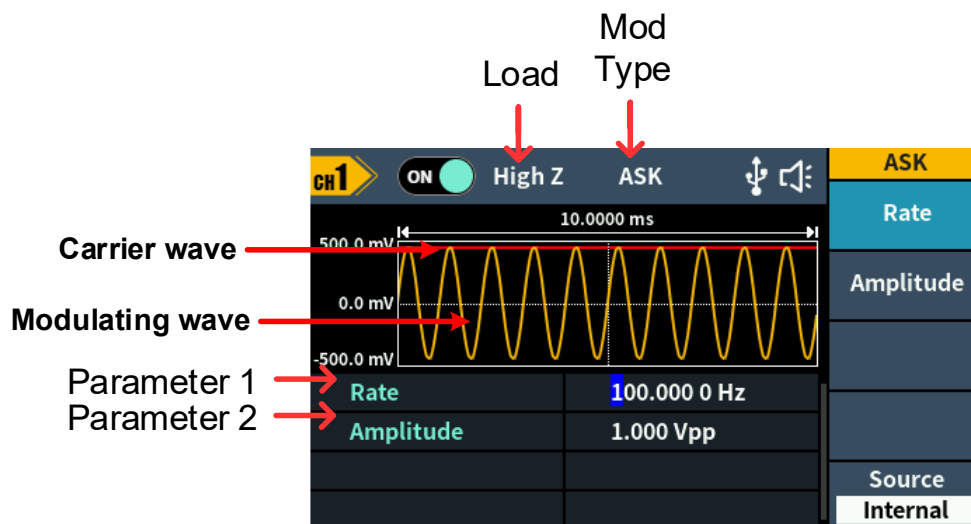 Mod
Type
Load
CH1 ON High Z ASK
ASK
10.0000 ms
Rate
500.0 mV
Carrier wave
Amplitude
0.0 mV
Modulating wave
-500.0 mV
Parameter 1
Rate 100.000 0 Hz
Parameter 2
Amplitude 1.000 Vpp
Source
Internal